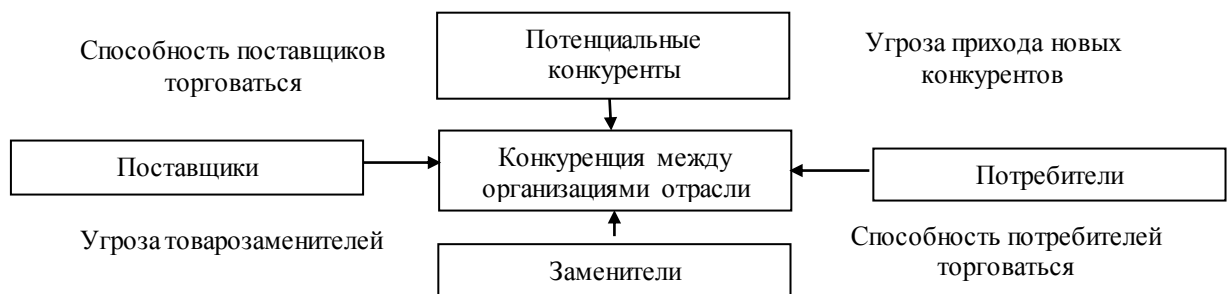 Способность поставщиков
торговаться
Потенциальные
конкуренты
Угроза прихода новых
конкурентов
Поставщики
Конкуренция между
организациями отрасли
Потребители
Угроза товарозаменителей
Заменители
Способность потребителей
торговаться